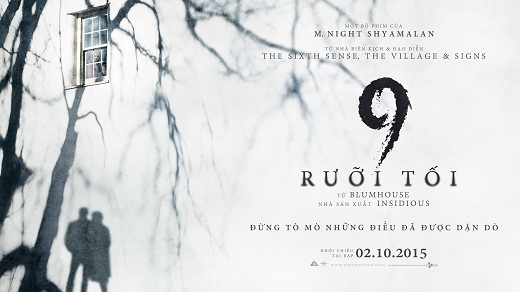 MỘT BỘ PHIM CỦA
M. NIGHT SHYAMALAN
TỪ NHÀ BIÊN KỊCH & ĐẠO DIỄN
THE SIXTH SENSE, THE VILLAGE & SIGNS
9
RƯỠI TỐI
TỪ BLUMHOUSE
NHÀ SẢN XUẤT INSIDIOUS
ĐỪNG TÒ MÒ NHỮNG ĐIỀU ĐÃ ĐƯỢC DẶN DÒ
KHỞI CHIẾU
TẠI RẠP 02.10.2015